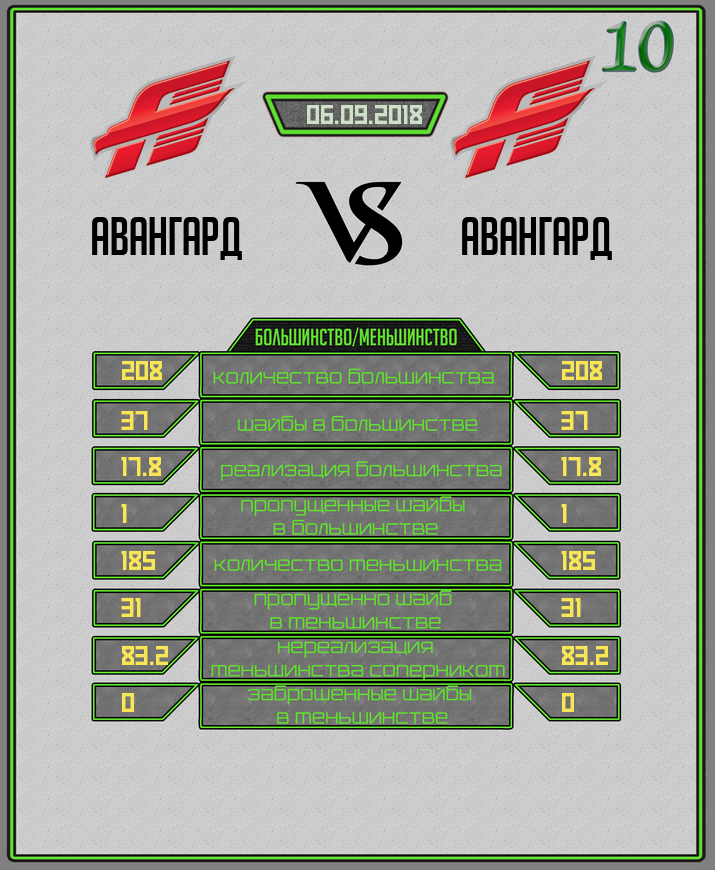 10
06.09.2018
АВАНГАРД VS АВАНГАРД
БОЛЬШИНСТВО/МЕНЬШИНСТВО
208 количество большинства 208
37 шайбы в большинстве 37
17.8 реализация большинства 17.8
1 пропущенные шайбы 1
в большинстве
185 количество меньшинства 185
31 пропущенно шайб 31
в меньшинстве
83.2 нереализация 83.2
меньшинства соперником
0 заброшенные шайбы 0
в меньшинстве